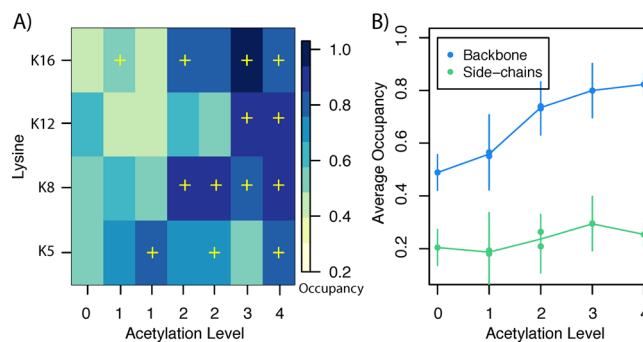 A)
K16
K12
K8
K5
Lysine
0 1 1 2 2 3 4
Acetylation Level
1.0
0.8
0.6
0.4
0.2
Occupancy
B)
Backbone
Side-chains
Average Occupancy
1.0
0.8
0.6
0.4
0.2
0 1 2 3 4
Acetylation Level